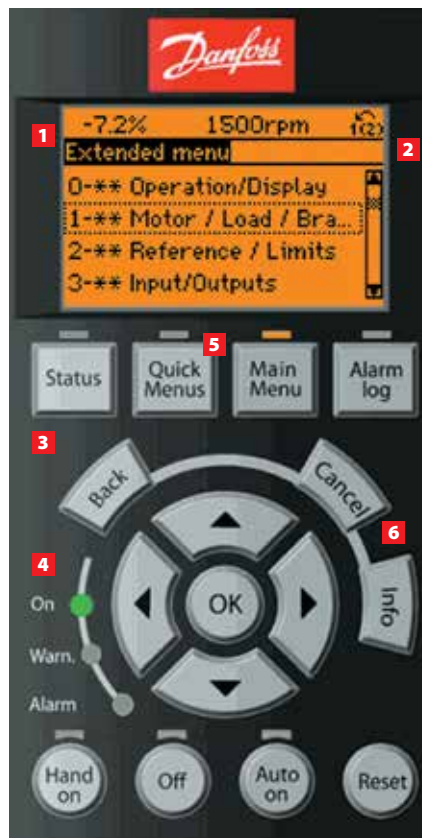 Danfoss
1
-7.2% 1500rpm 1(2)
2
Extended menu
0-** Operation/Display
1-** Motor / Load / Bra...
2-** Reference / Limits
3-** Input/Outputs
5
Status
Quick
Menus
Main
Menu
Alarm
log
3
Back
Cancel
6
4
Info
On
OK
Warn.
Alarm
Hand
on
Off
Auto
on
Reset